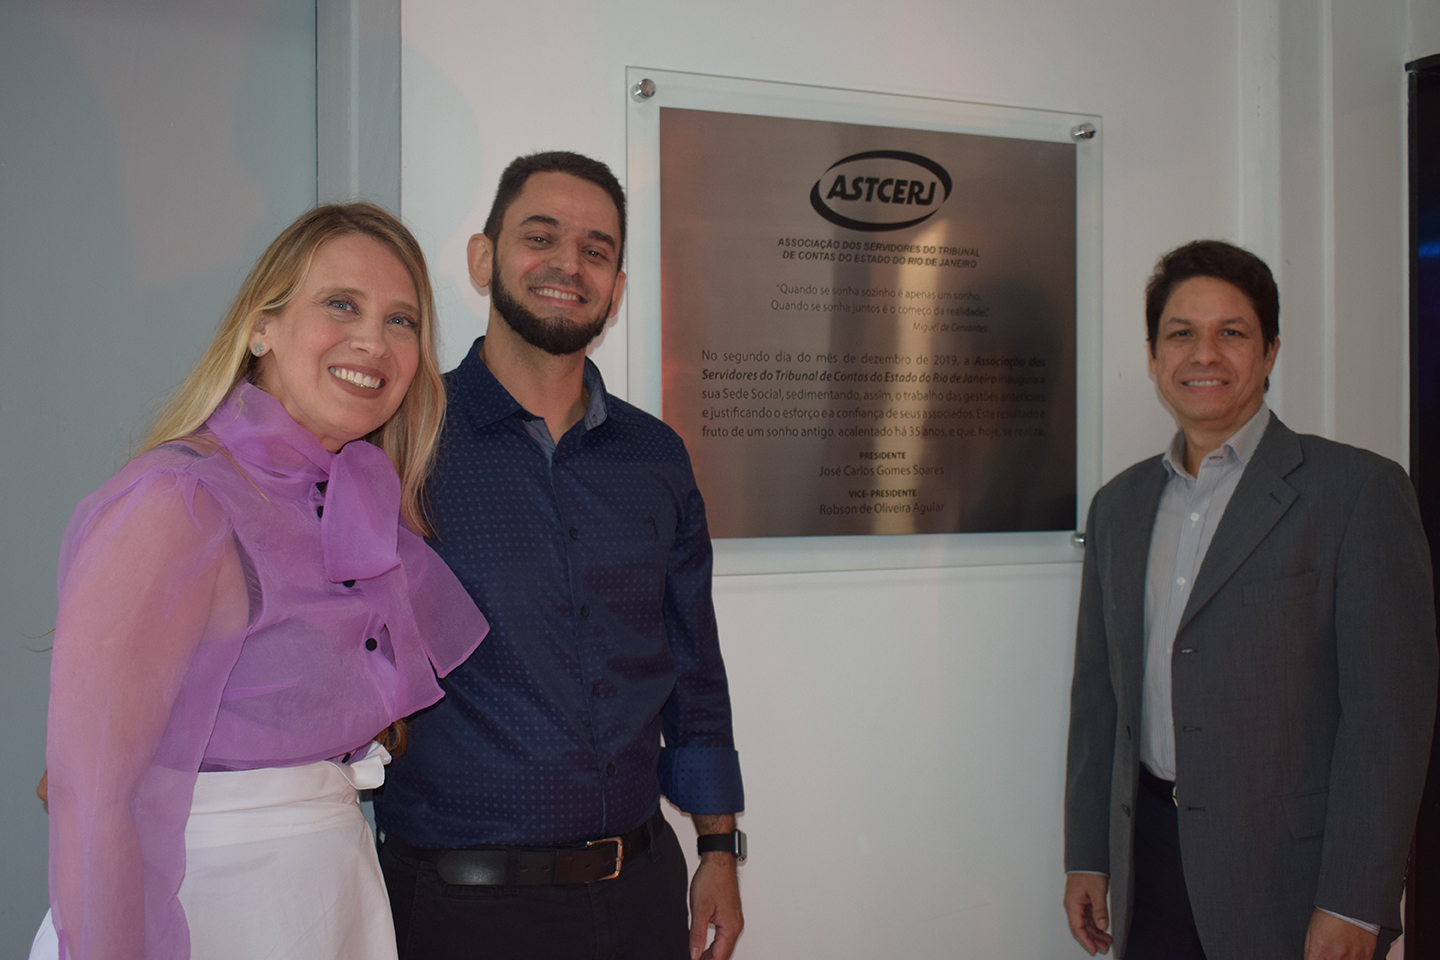 ASTCERJ
ASSOCIAÇÃO DOS SERVIDORES DO TRIBUNAL
DE CONTAS DO ESTADO DO RIO DE JANEIRO
"Quando se sonha sozinho é apenas um sonho.
Quando se sonha juntos é o começo da realidade".
Miguel de Cervantes
No segundo dia do mês de dezembro de 2019, a Associação dos
Servidores do Tribunal de Contas do Estado do Rio de Janeiro inaugura a
sua Sede Social, sedimentando, assim, o trabalho das gestões anteriores
e justificando o esforço e a confiança de seus associados. Este resultado é
fruto de um sonho antigo, acalentado há 35 anos, e que, hoje, se realiza.
PRESIDENTE
José Carlos Gomes Soares
VICE- PRESIDENTE
Robson de Oliveira Aguiar